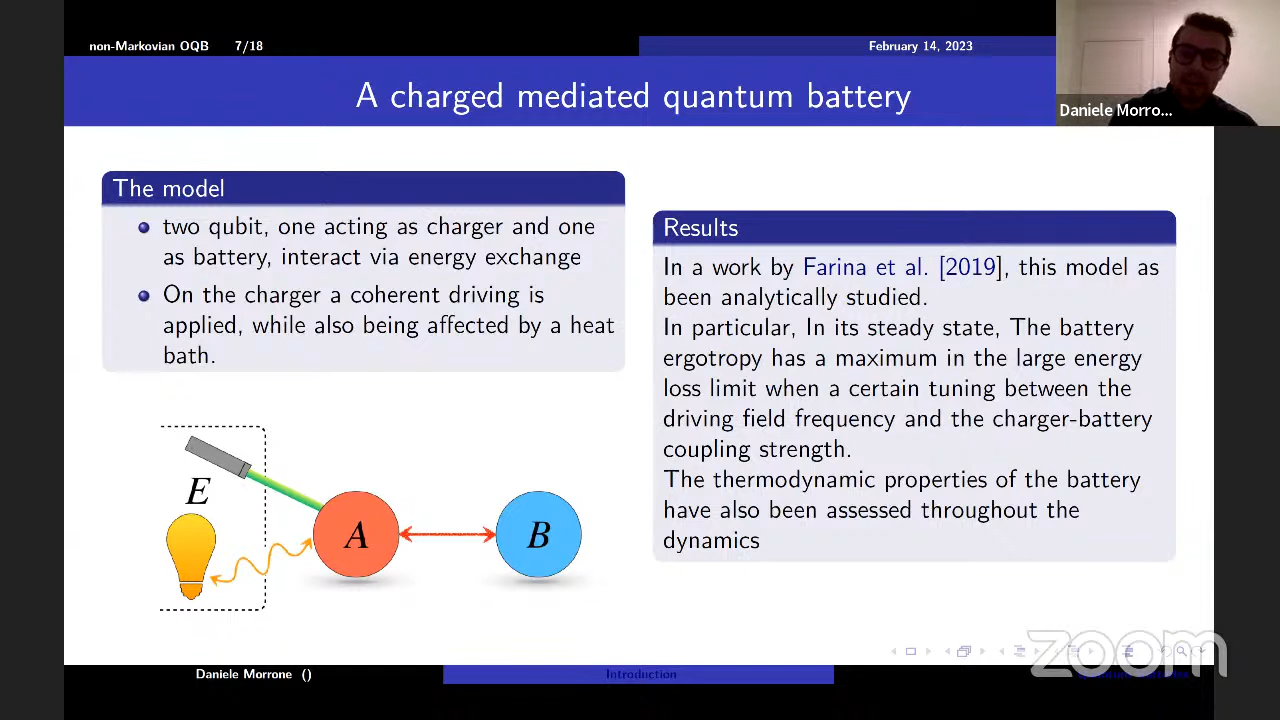 non-Markovian OQB 7/18
February 14, 2023
A charged mediated quantum battery
Daniele Morro...
The model
two qubit, one acting as charger and one
as battery, interact via energy exchange
On the charger a coherent driving is
applied, while also being affected by a heat
bath.
E
A
B
Results
In a work by Farina et al. [2019], this model as
been analytically studied.
In particular, In its steady state, The battery
ergotropy has a maximum in the large energy
loss limit when a certain tuning between the
driving field frequency and the charger-battery
coupling strength.
The thermodynamic properties of the battery
have also been assessed throughout the
dynamics
zoom
Daniele Morrone ()
Introduction